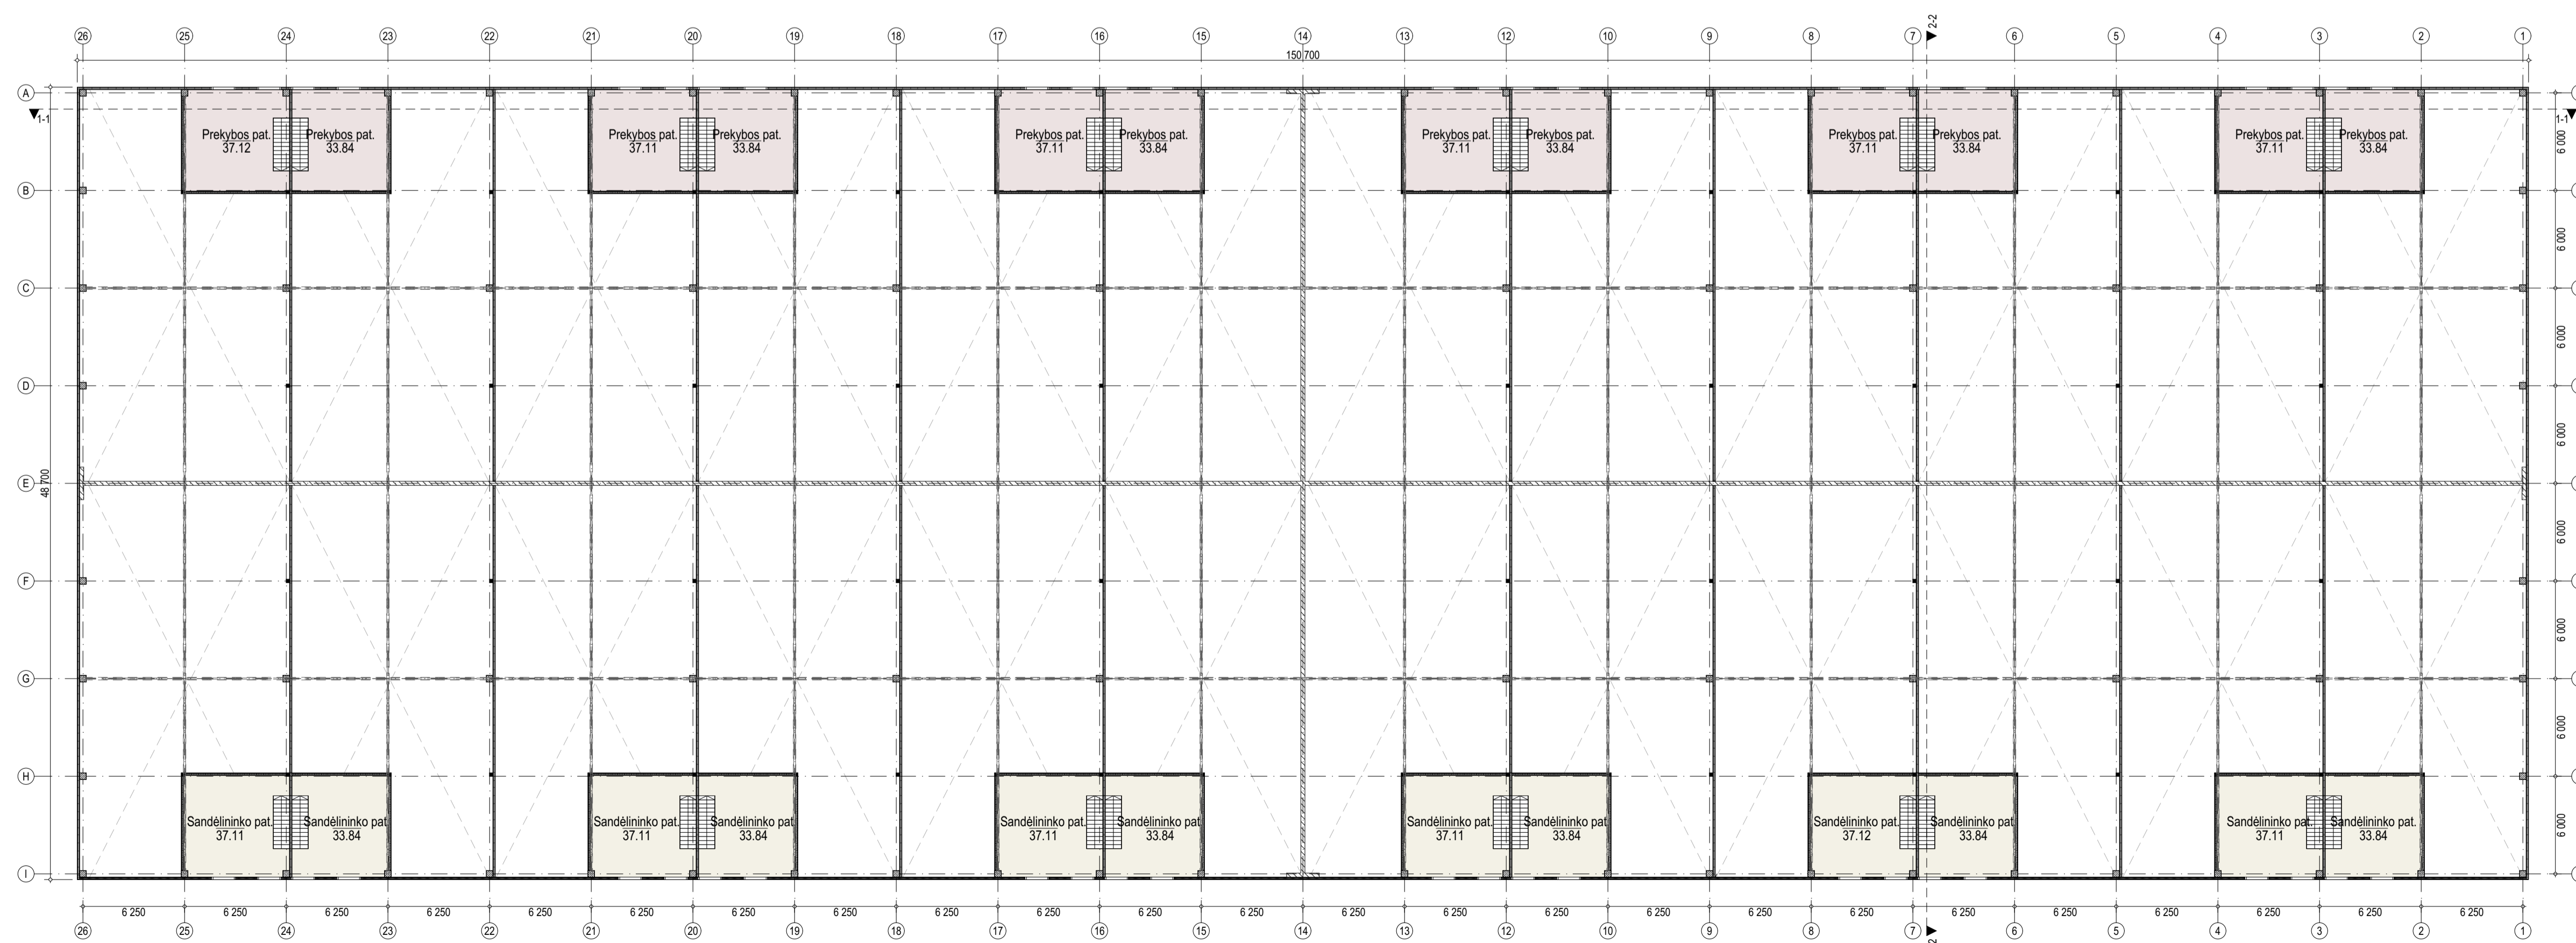 2-2
26 25 24 23 22 21 20 19 18 17 16 15 14 13 12 10 9 8 7 6 5 4 3 2 1
150 700
A
1-1
1-1
Prekybos pat. Prekybos pat. Prekybos pat. Prekybos pat. Prekybos pat. Prekybos pat. Prekybos pat. Prekybos pat. Prekybos pat. Prekybos pat. Prekybos pat. Prekybos pat.
37.12 33.84 37.11 33.84 37.11 33.84 37.11 33.84 37.11 33.84 37.11 33.84
6 000
B
6 000
C
6 000
D
6 000
E
48 700
6 000
F
6 000
G
6 000
H
Sandėlininko pat. Sandėlininko pat. Sandėlininko pat. Sandėlininko pat. Sandėlininko pat. Sandėlininko pat. Sandėlininko pat. Sandėlininko pat. Sandėlininko pat. Sandėlininko pat. Sandėlininko pat. Sandėlininko pat.
37.11 33.84 37.11 33.84 37.11 33.84 37.11 33.84 37.12 33.84 37.11 33.84
6 000
I
6 250 6 250 6 250 6 250 6 250 6 250 6 250 6 250 6 250 6 250 6 250 6 250 6 250 6 250 6 250 6 250 6 250 6 250 6 250 6 250 6 250 6 250 6 250 6 250
26 25 24 23 22 21 20 19 18 17 16 15 14 13 12 10 9 8 7 6 5 4 3 2 1
2